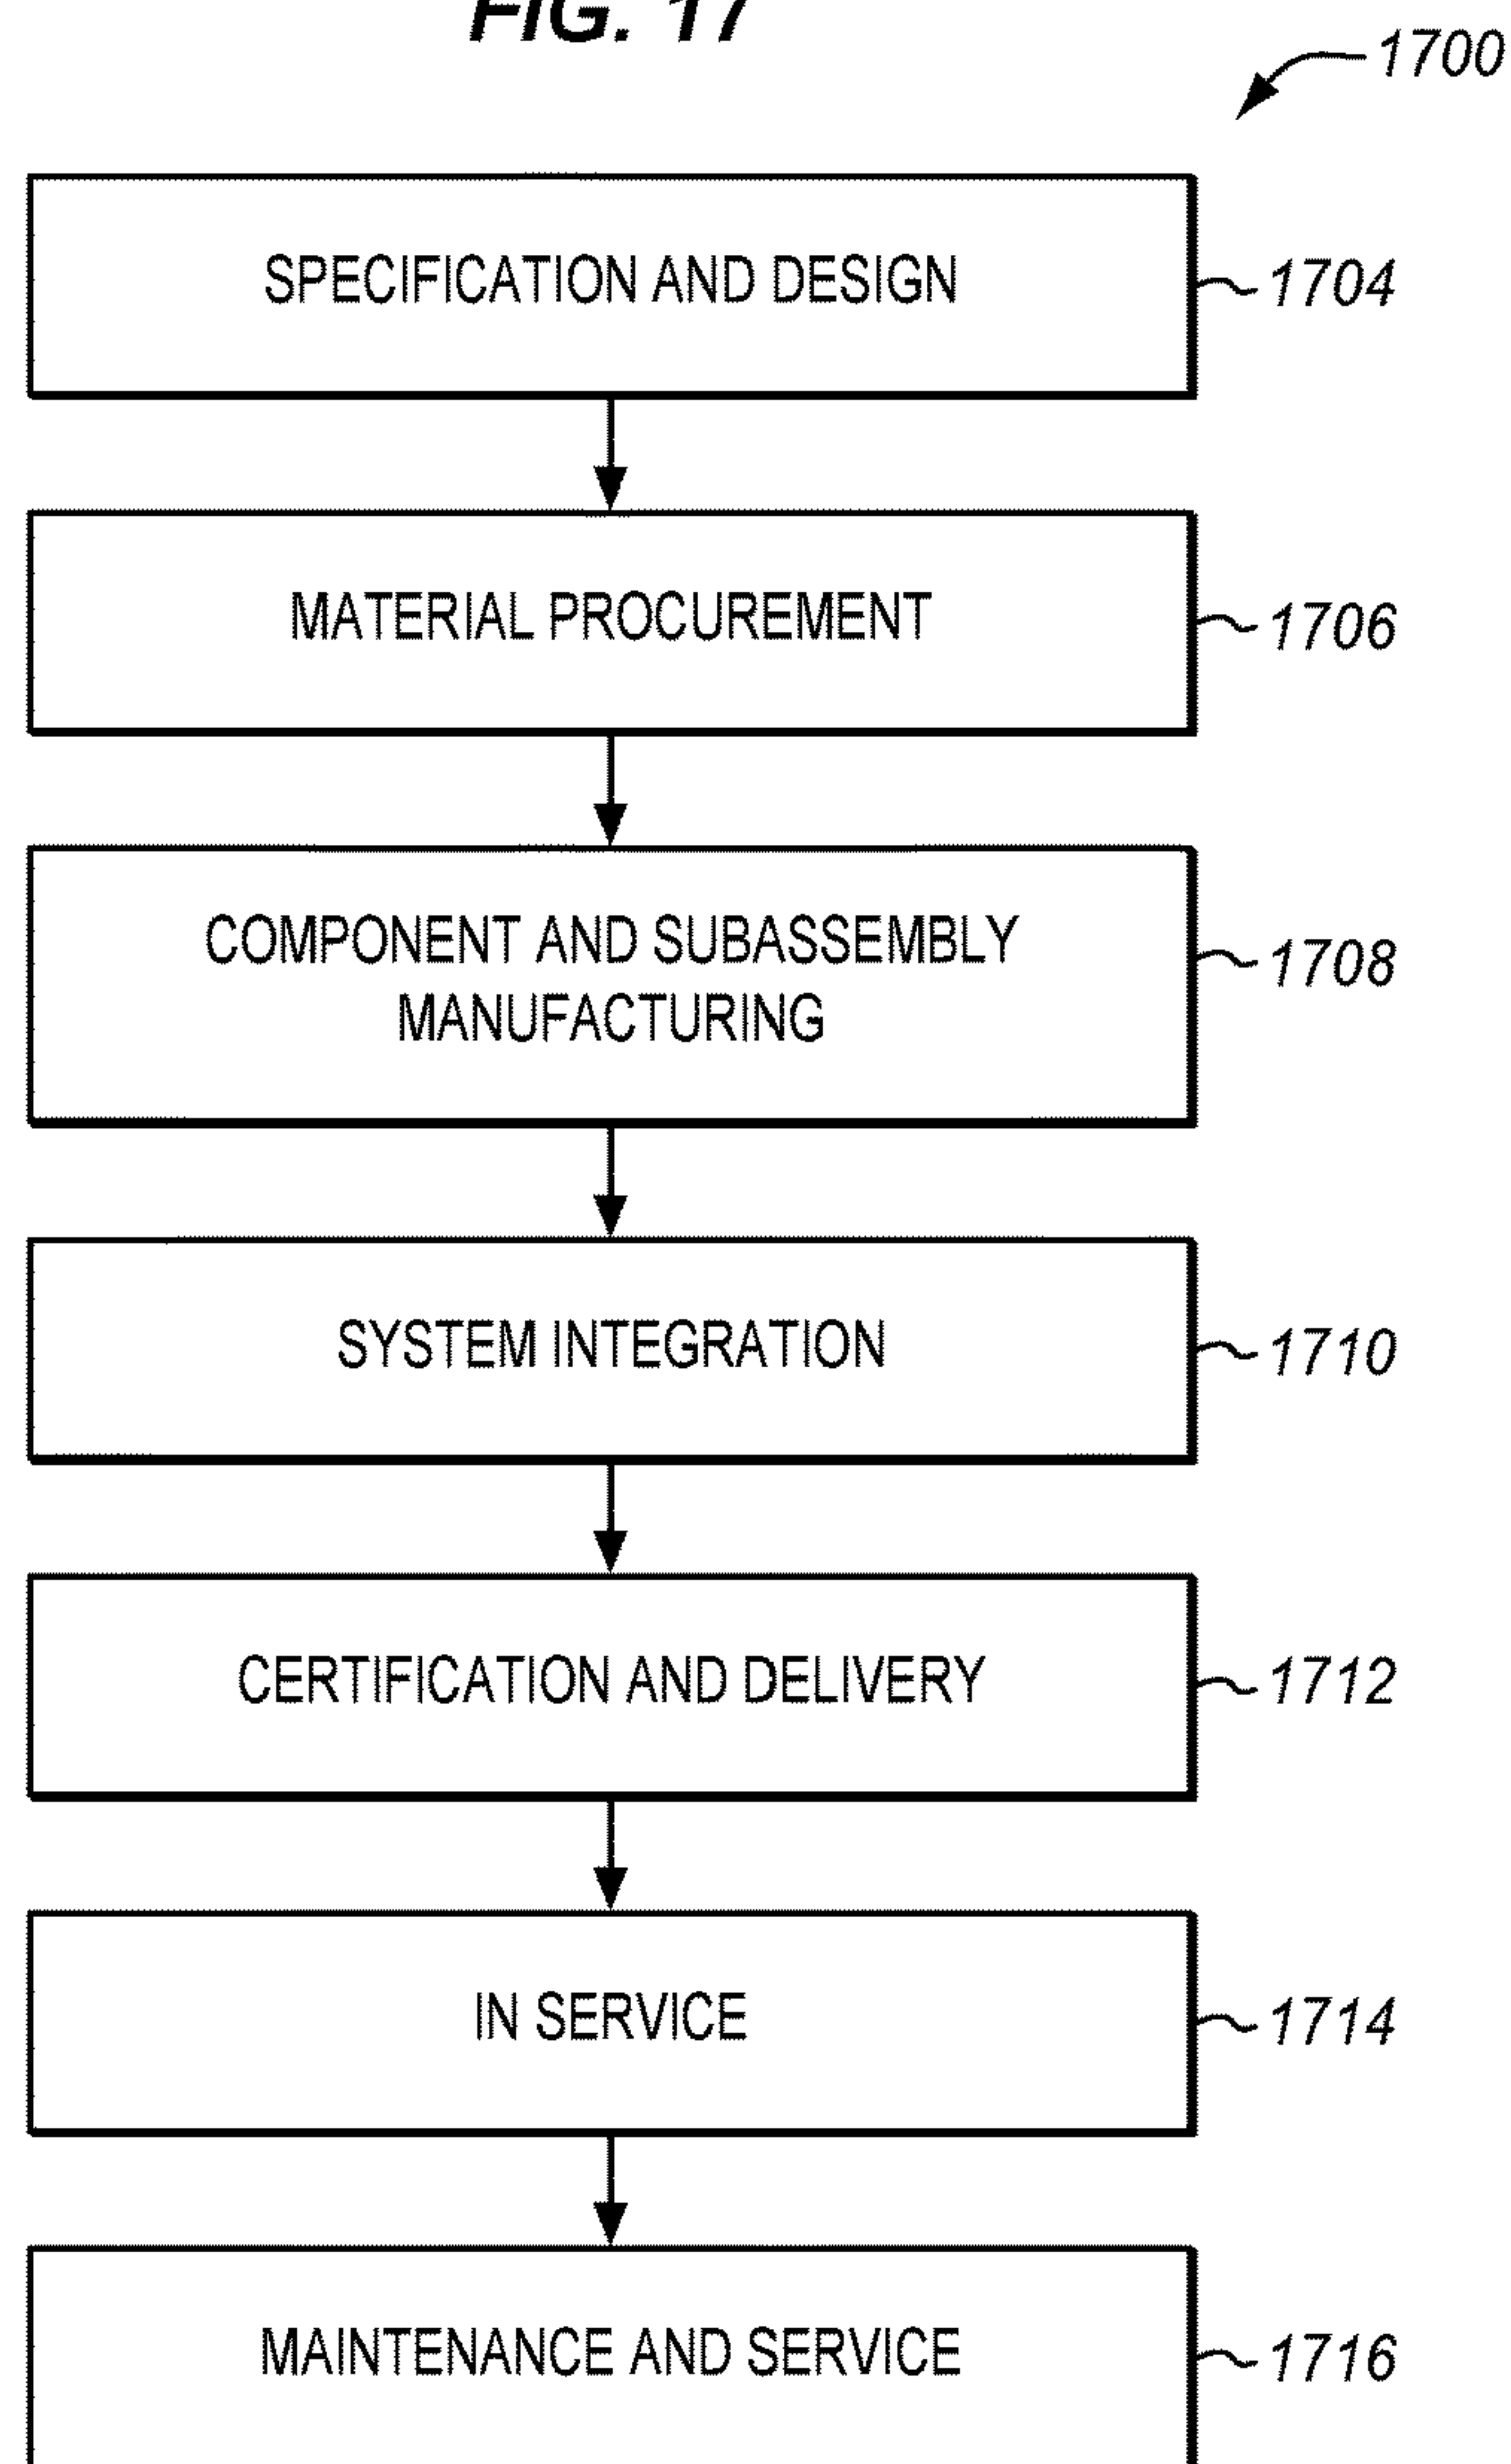 FIG. 17
1700
SPECIFICATION AND DESIGN
1704
MATERIAL PROCUREMENT
1706
COMPONENT AND SUBASSEMBLY
MANUFACTURING
1708
SYSTEM INTEGRATION
1710
CERTIFICATION AND DELIVERY
1712
IN SERVICE
1714
MAINTENANCE AND SERVICE
1716